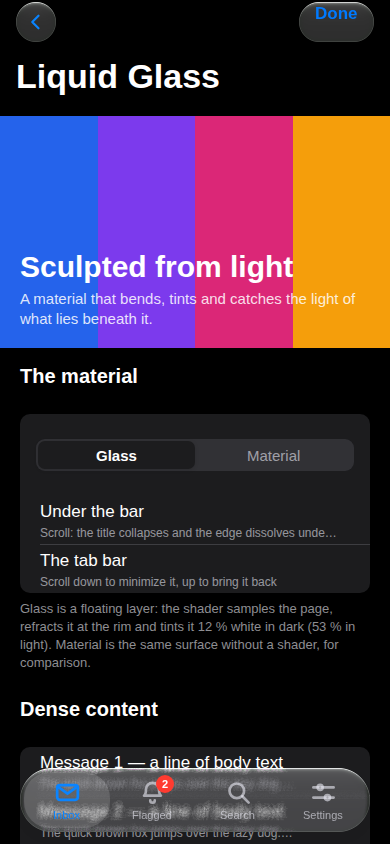 Done
Liquid Glass
Sculpted from light
A material that bends, tints and catches the light of
what lies beneath it.
The material
Glass
Material
Under the bar
Scroll: the title collapses and the edge dissolves unde…
The tab bar
Scroll down to minimize it, up to bring it back
Glass is a floating layer: the shader samples the page,
refracts it at the rim and tints it 12 % white in dark (53 % in
light). Material is the same surface without a shader, for
comparison.
Dense content
Message 1 — a line of body text
2
Flagged
Search
Settings
The quick brown fox jumps over the lazy dog.…